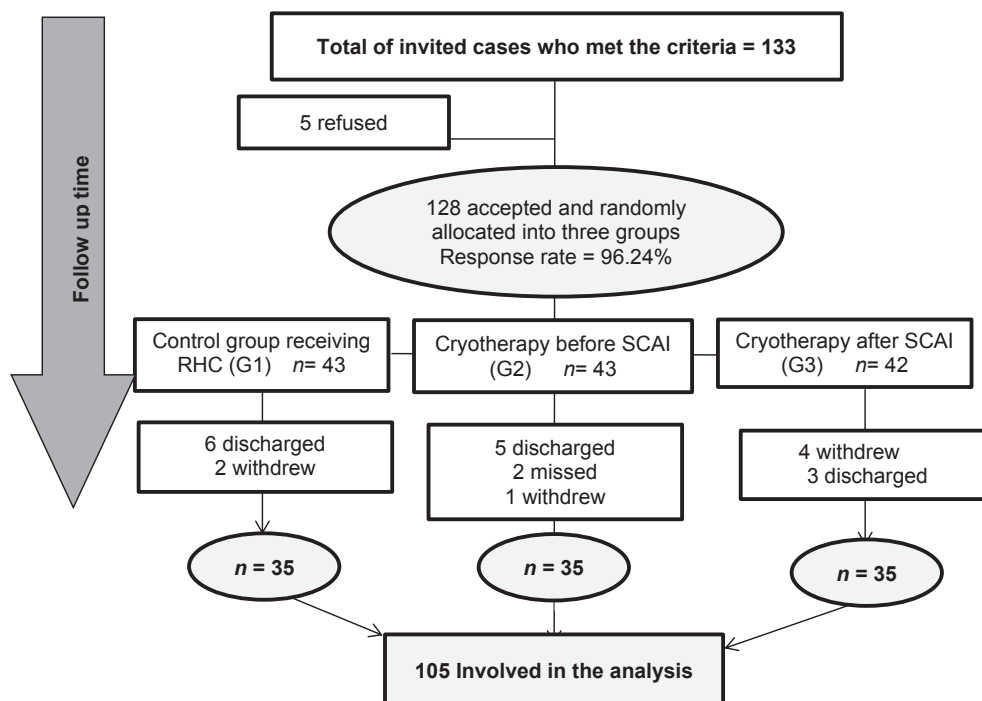 Total of invited cases who met the criteria = 133
5 refused
Follow up time
128 accepted and randomly
allocated into three groups
Response rate = 96.24%
Control group receiving
RHC (G1) n= 43
Cryotherapy before SCAI
(G2) n= 43
Cryotherapy after SCAI
(G3) n= 42
6 discharged
2 withdrew
5 discharged
2 missed
1 withdrew
4 withdrew
3 discharged
n = 35
n = 35
n = 35
105 Involved in the analysis